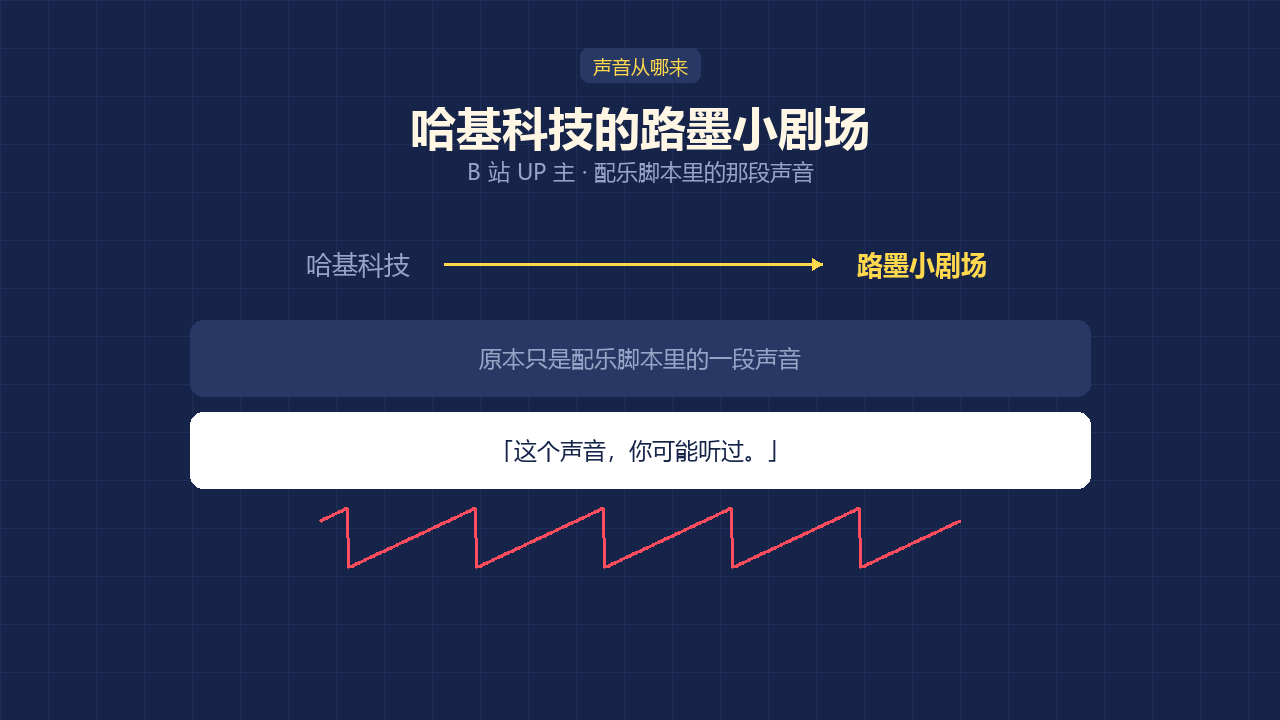 声音从哪来
哈基科技的路墨小剧场
B 站 UP 主 · 配乐脚本里的那段声音
哈基科技
路墨小剧场
原本只是配乐脚本里的一段声音
「这个声音，你可能听过。」